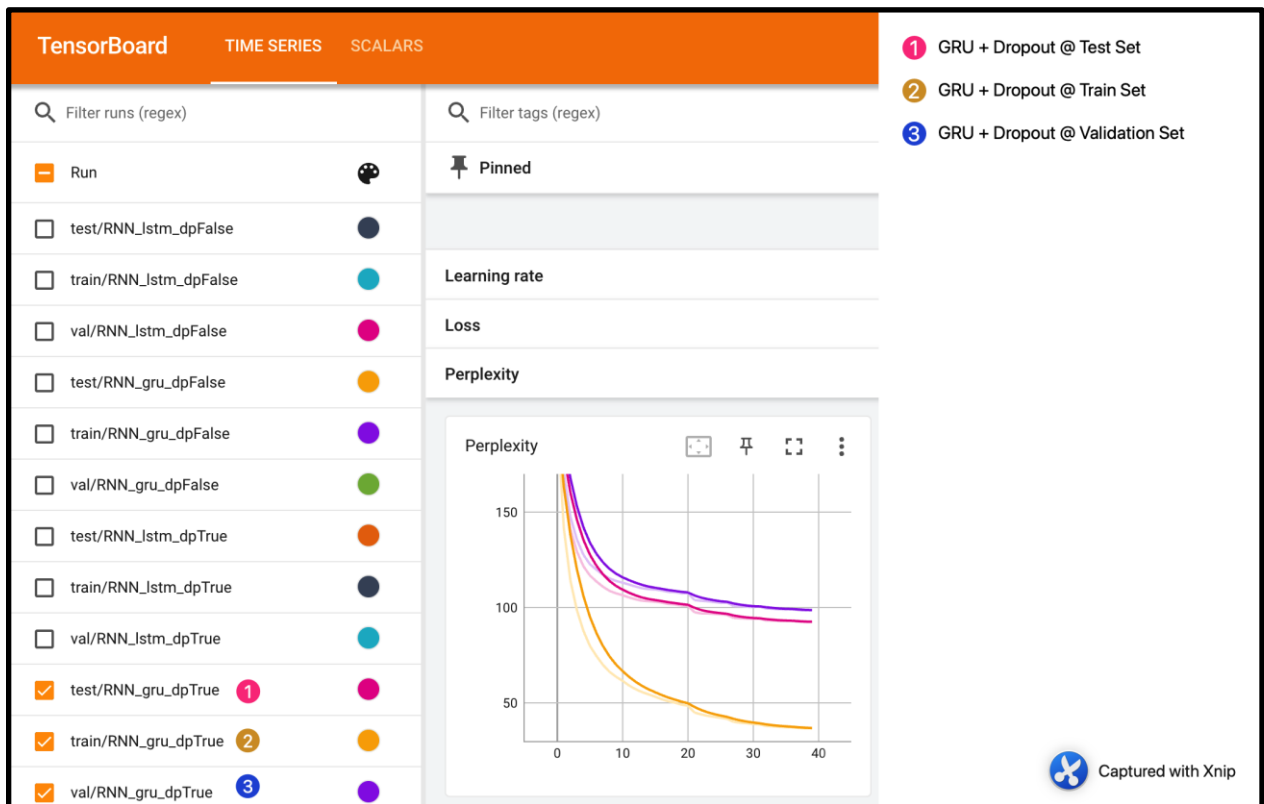 TensorBoard TIME SERIES SCALARS
Filter runs (regex)
Run
test/RNN_lstm_dpFalse
train/RNN_lstm_dpFalse
val/RNN_lstm_dpFalse
test/RNN_gru_dpFalse
train/RNN_gru_dpFalse
val/RNN_gru_dpFalse
test/RNN_lstm_dpTrue
train/RNN_lstm_dpTrue
val/RNN_lstm_dpTrue
test/RNN_gru_dpTrue 1
train/RNN_gru_dpTrue 2
val/RNN_gru_dpTrue 3
Filter tags (regex)
Pinned
Learning rate
Loss
Perplexity
Perplexity
150
100
50
0 10 20 30 40
1 GRU + Dropout @ Test Set
2 GRU + Dropout @ Train Set
3 GRU + Dropout @ Validation Set
Captured with Xnip